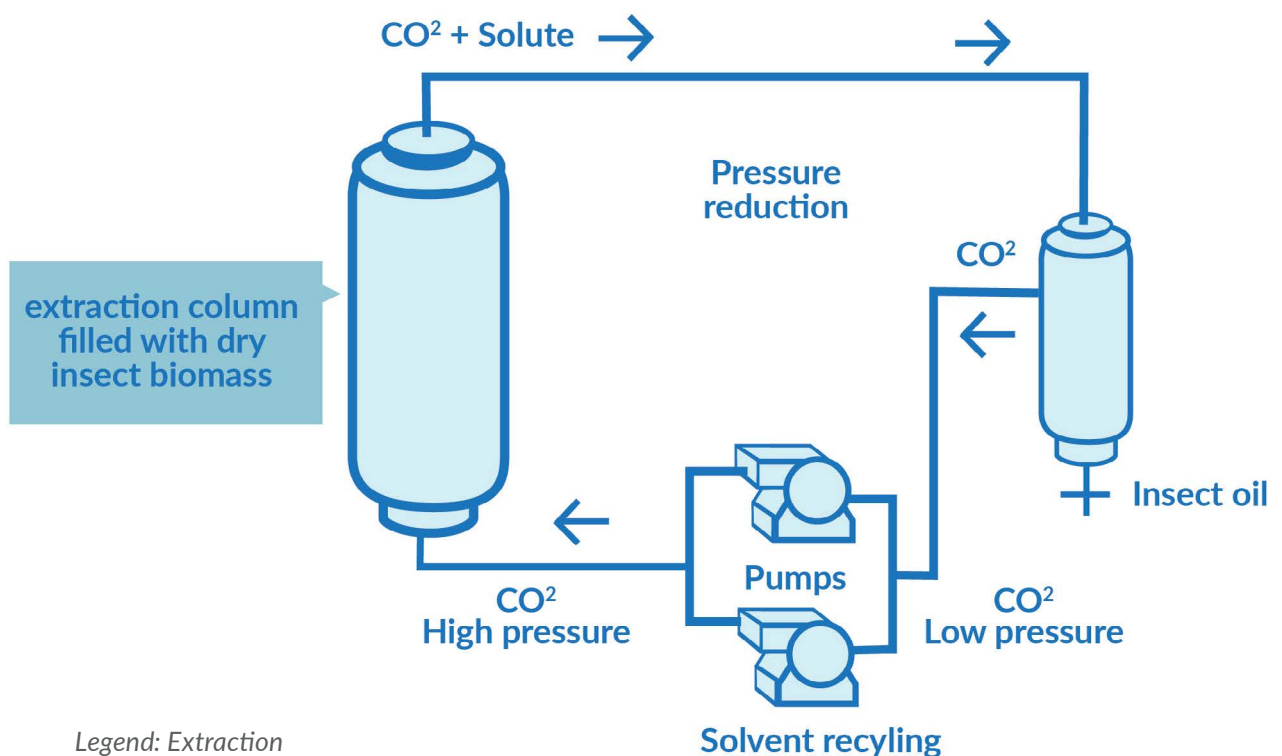 CO² + Solute
Pressure
reduction
CO²
extraction column
filled with dry
insect biomass
Insect oil
Pumps
CO²
High pressure
CO²
Low pressure
Solvent recyling
Legend: Extraction